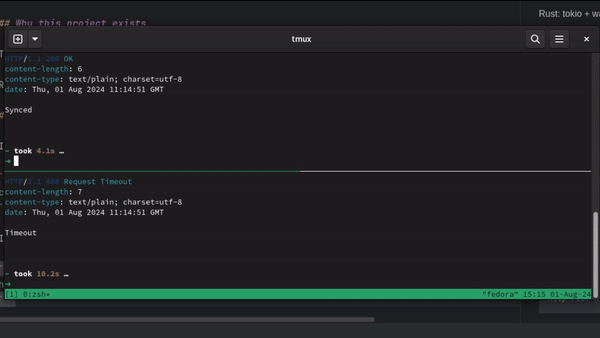 ## Why this project exists
Rust: tokio + wa
tmux
HTTP/1.1 200 OK
content-length: 6
content-type: text/plain; charset=utf-8
date: Thu, 01 Aug 2024 11:14:51 GMT
Synced
~ took 4.1s …
➜
HTTP/1.1 408 Request Timeout
content-length: 7
content-type: text/plain; charset=utf-8
date: Thu, 01 Aug 2024 11:14:51 GMT
Timeout
~ took 10.2s …
➜
[1] 0:zsh* "fedora" 15:15 01-Aug-24